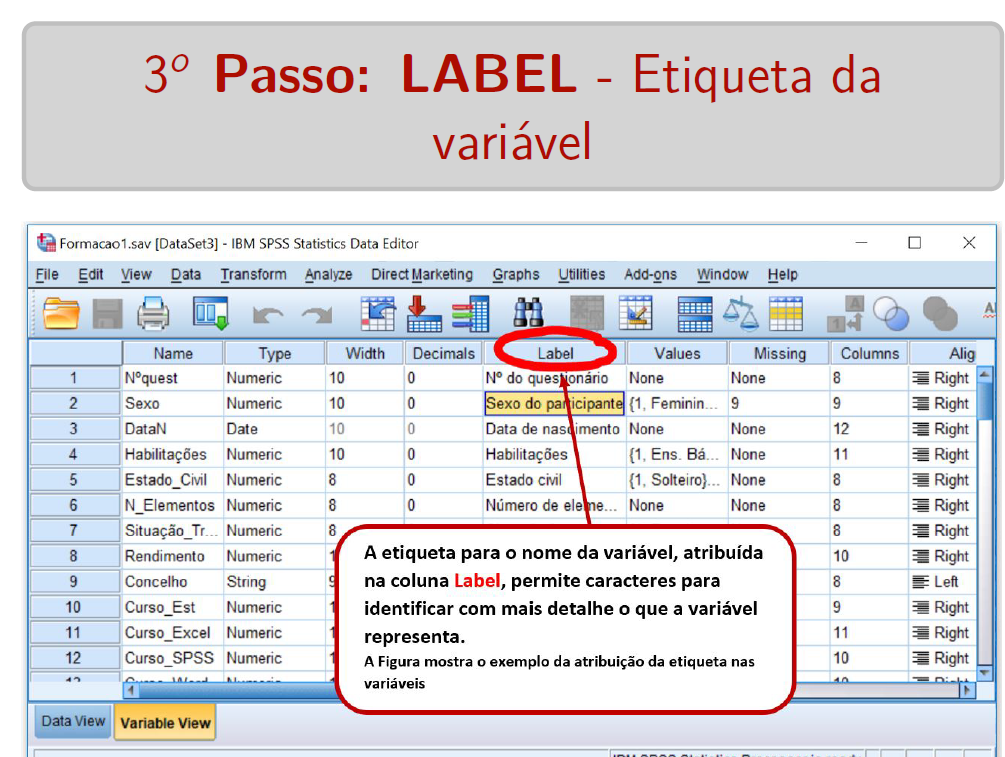 3º Passo: LABEL - Etiqueta da
variável
Formacao1.sav [DataSet3] - IBM SPSS Statistics Data Editor
File Edit View Data Transform Analyze Direct Marketing Graphs Utilities Add-ons Window Help
Name Type Width Decimals Label Values Missing Columns Alig
1 Nºquest Numeric 10 0 Nº do questionário None None 8 Right
2 Sexo Numeric 10 0 Sexo do participante {1, Feminin... 9 9 Right
3 DataN Date 10 0 Data de nascimento None None 12 Right
4 Habilitações Numeric 10 0 Habilitações {1, Ens. Bá... None 11 Right
5 Estado_Civil Numeric 8 0 Estado civil {1, Solteiro}... None 8 Right
6 N_Elementos Numeric 8 0 Número de eleme... None None 8 Right
7 Situação_Tr... Numeric 8 8 Right
8 Rendimento Numeric 1 10 Right
9 Concelho String 9 8 Left
10 Curso_Est Numeric 1 9 Right
11 Curso_Excel Numeric 1 11 Right
12 Curso_SPSS Numeric 1 10 Right
A etiqueta para o nome da variável, atribuída
na coluna Label, permite caracteres para
identificar com mais detalhe o que a variável
representa.
A Figura mostra o exemplo da atribuição da etiqueta nas
variáveis
Data View Variable View